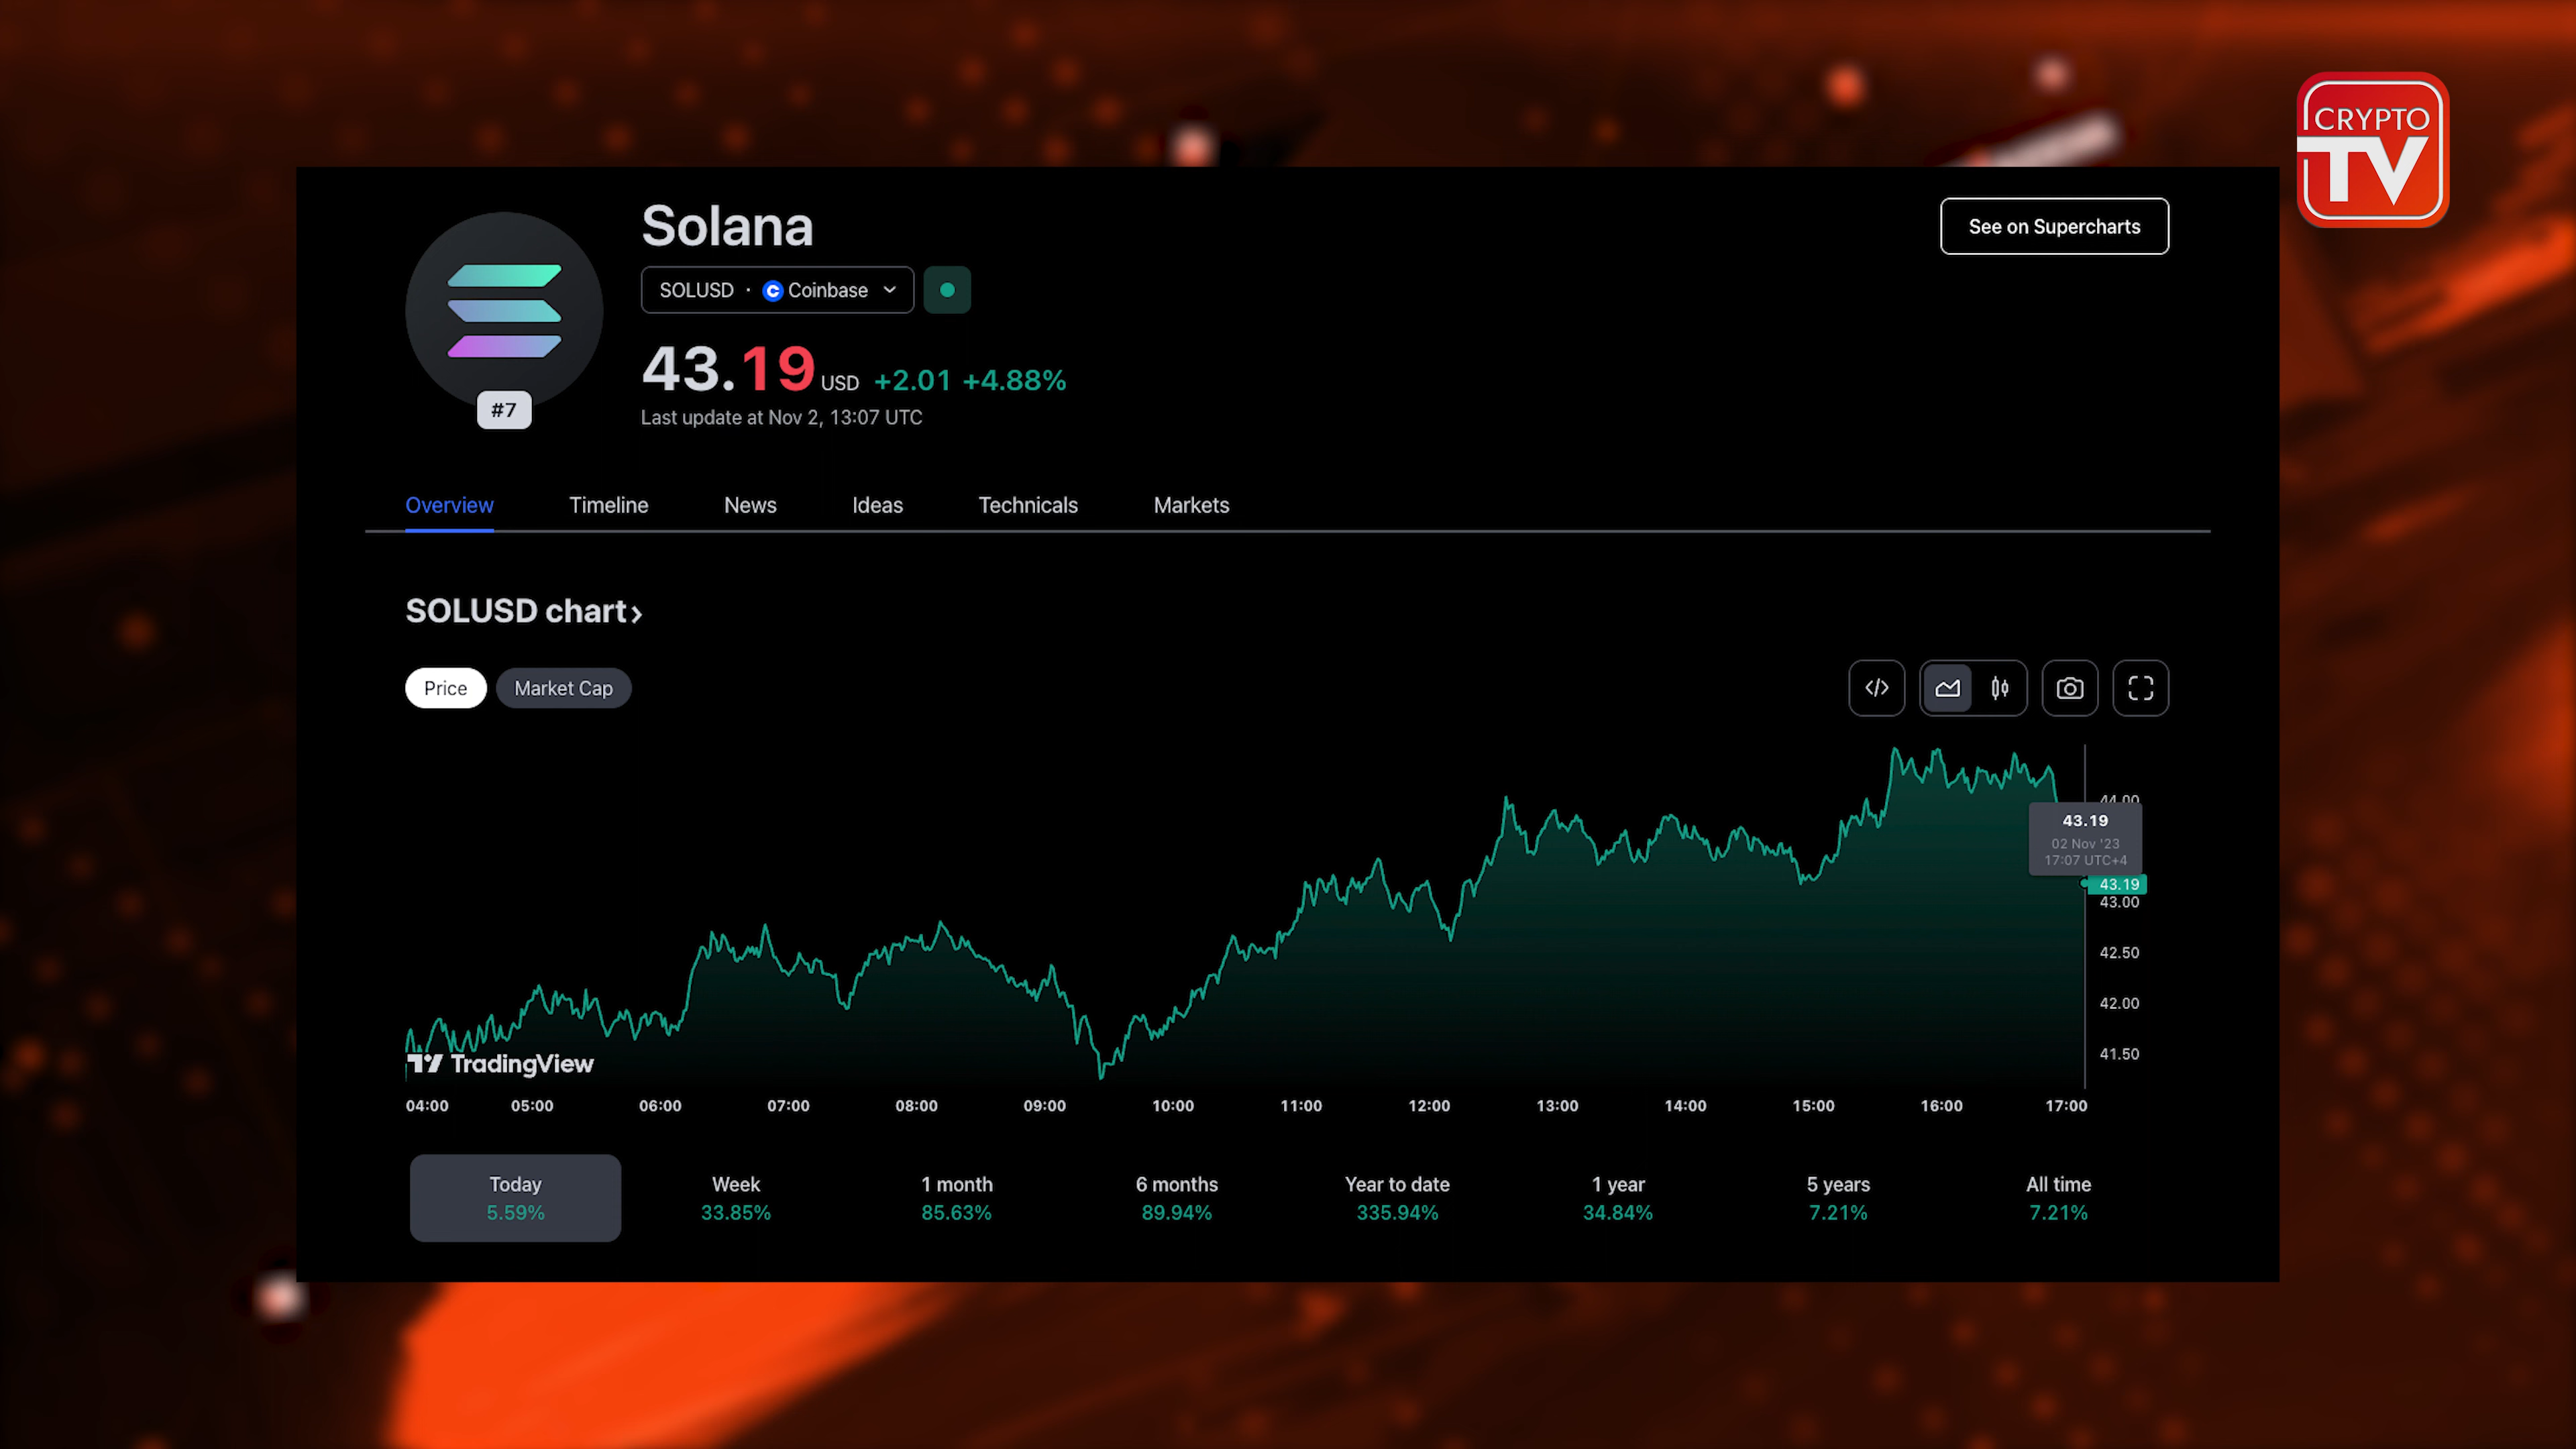 CRYPTO
TV
Solana
See on Supercharts
SOLUSD · Coinbase
43.19 USD +2.01 +4.88%
#7
Last update at Nov 2, 13:07 UTC
Overview Timeline News Ideas Technicals Markets
SOLUSD chart›
Price Market Cap
44.00
43.19
02 Nov '23
17:07 UTC+4
43.19
43.00
42.50
42.00
41.50
TradingView
04:00 05:00 06:00 07:00 08:00 09:00 10:00 11:00 12:00 13:00 14:00 15:00 16:00 17:00
Today Week 1 month 6 months Year to date 1 year 5 years All time
5.59% 33.85% 85.63% 89.94% 335.94% 34.84% 7.21% 7.21%